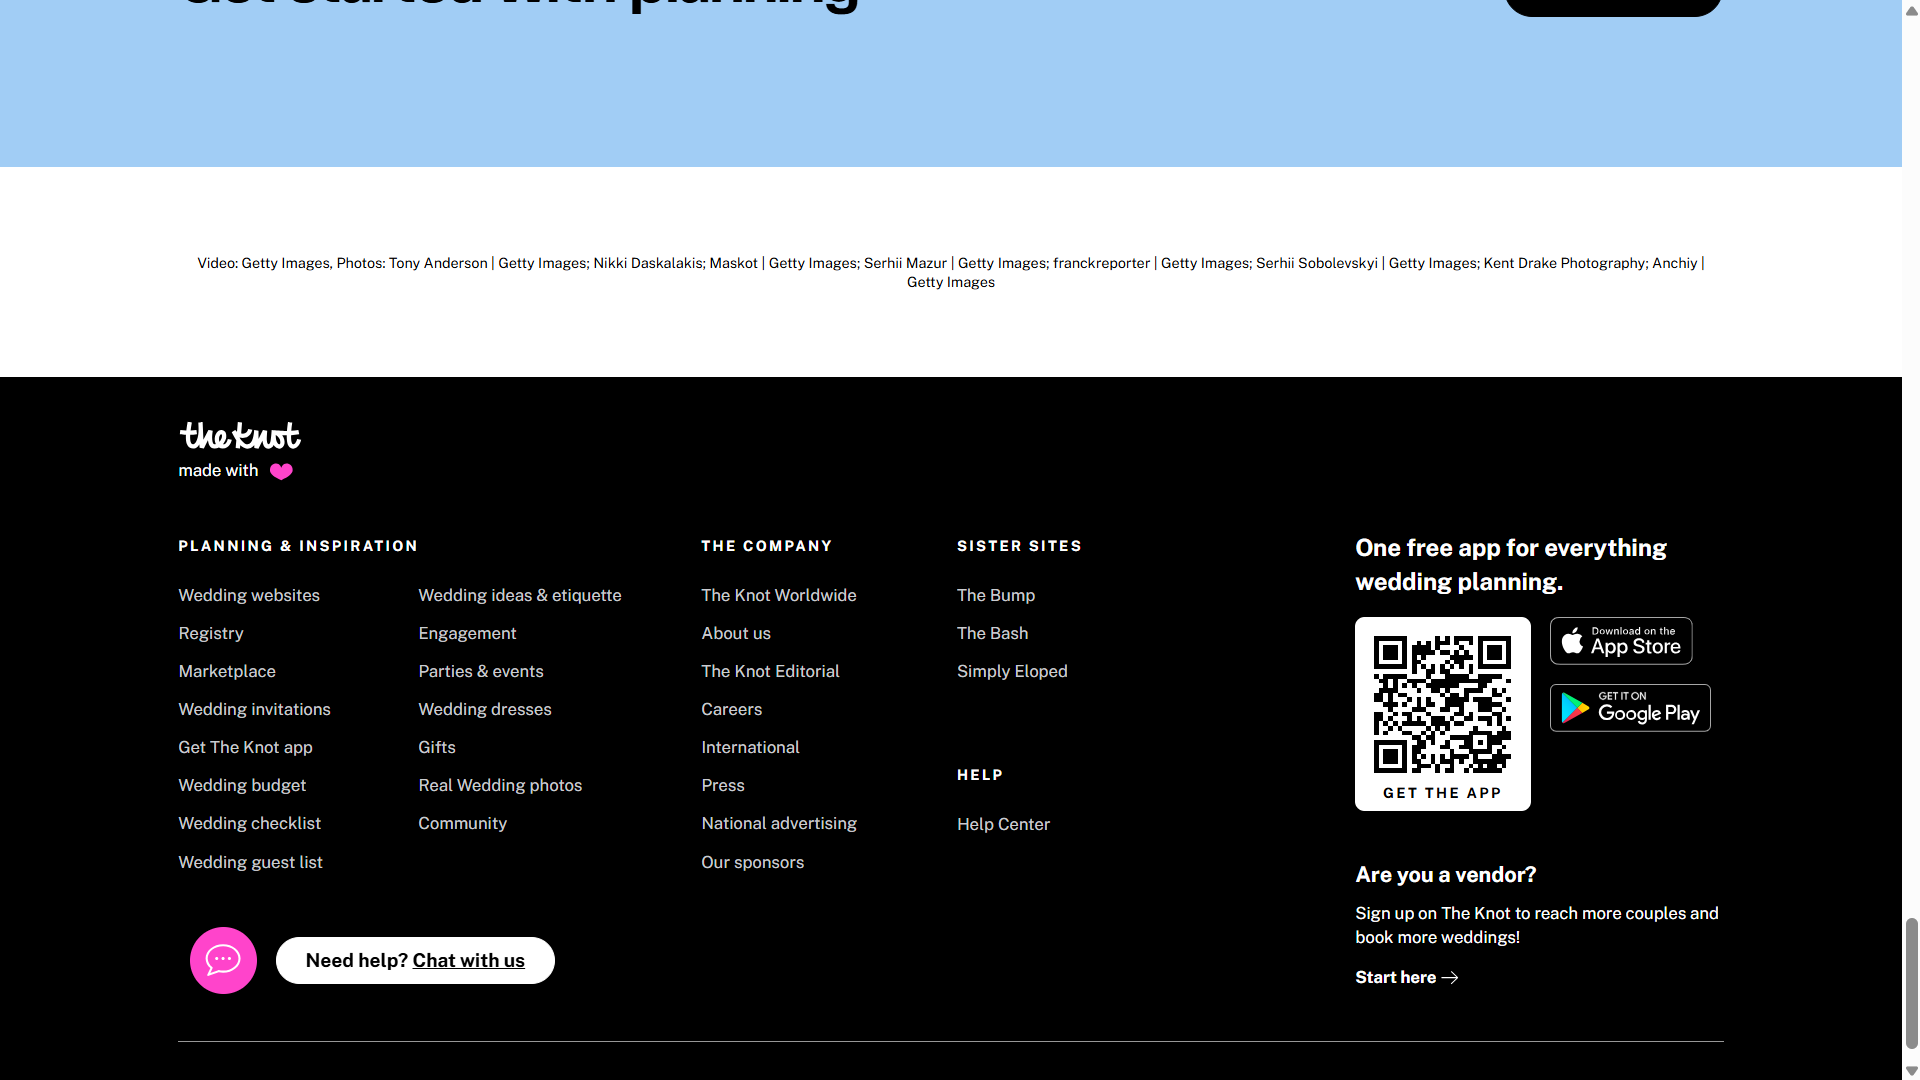 Get started with planning
Video: Getty Images, Photos: Tony Anderson | Getty Images; Nikki Daskalakis; Maskot | Getty Images; Serhii Mazur | Getty Images; franckreporter | Getty Images; Serhii Sobolevskyi | Getty Images; Kent Drake Photography; Anchiy |
Getty Images
the knot
made with
PLANNING & INSPIRATION
Wedding websites
Registry
Marketplace
Wedding invitations
Get The Knot app
Wedding budget
Wedding checklist
Wedding guest list
Wedding ideas & etiquette
Engagement
Parties & events
Wedding dresses
Gifts
Real Wedding photos
Community
THE COMPANY
The Knot Worldwide
About us
The Knot Editorial
Careers
International
Press
National advertising
Our sponsors
SISTER SITES
The Bump
The Bash
Simply Eloped
HELP
Help Center
One free app for everything
wedding planning.
GET THE APP
Download on the
App Store
GET IT ON
Google Play
Are you a vendor?
Sign up on The Knot to reach more couples and
book more weddings!
Start here
Need help? Chat with us